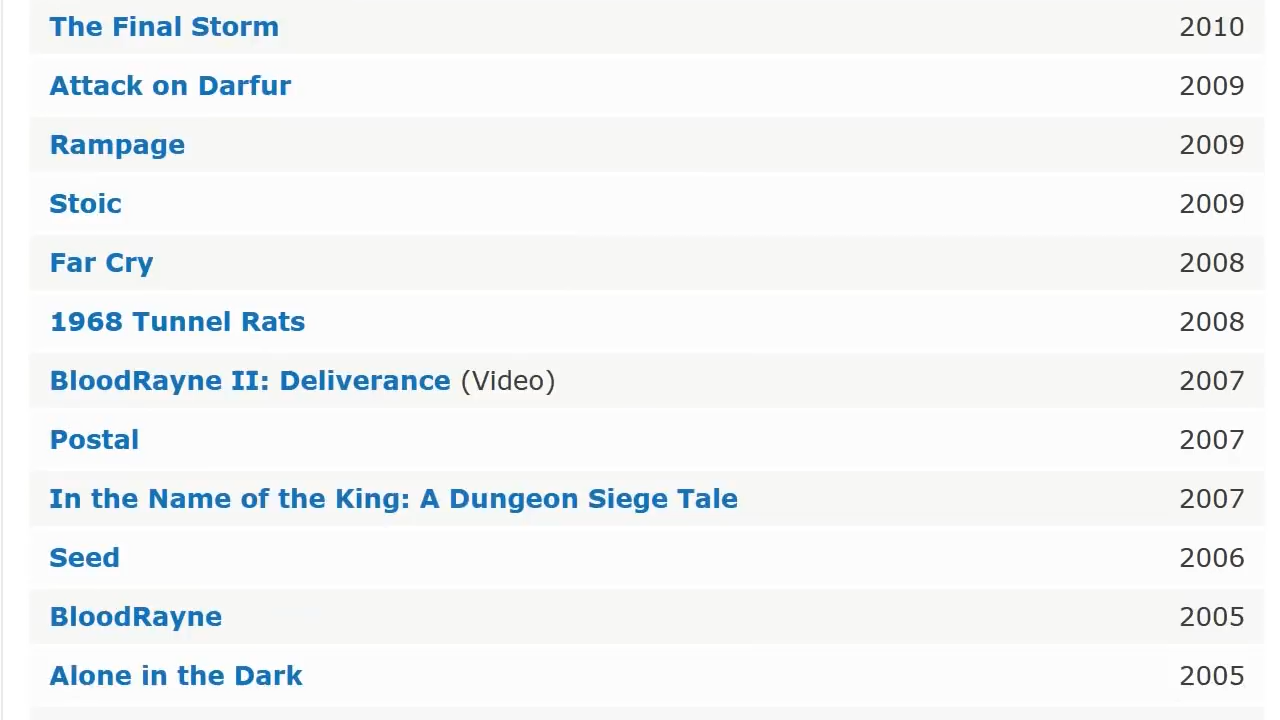 The Final Storm 2010
Attack on Darfur 2009
Rampage 2009
Stoic 2009
Far Cry 2008
1968 Tunnel Rats 2008
BloodRayne II: Deliverance (Video) 2007
Postal 2007
In the Name of the King: A Dungeon Siege Tale 2007
Seed 2006
BloodRayne 2005
Alone in the Dark 2005